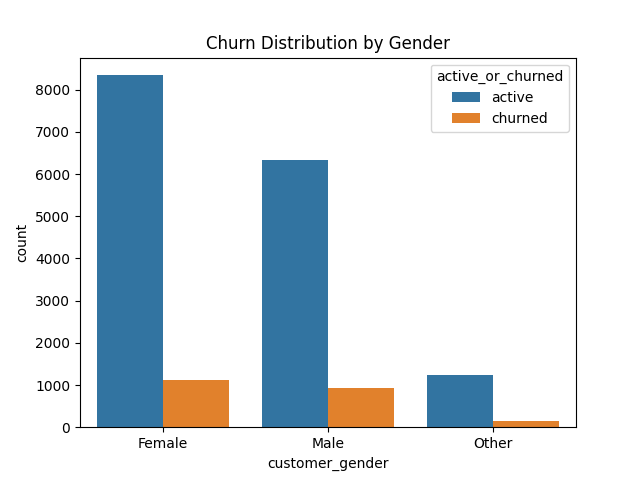 Churn Distribution by Gender
active_or_churned
active
churned
8000
7000
6000
5000
4000
3000
2000
1000
0
count
Female Male Other
customer_gender